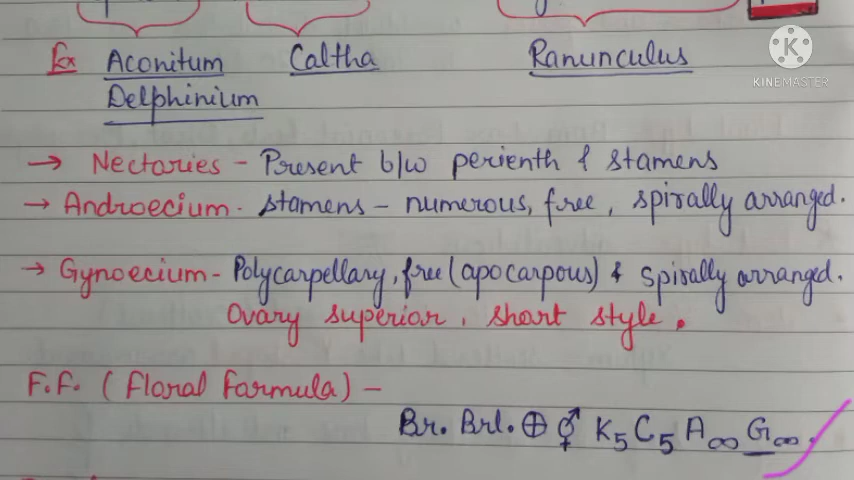 Ex Aconitum Caltha Ranunculus
Delphinium
K
KINEMASTER
→ Nectaries - Present b/w perienth & stamens
→ Androecium - stamens - numerous, free, spirally arranged.
→ Gynoecium - Polycarpellary, free (apocarpous) & spirally arranged.
Ovary superior, short style.
F.F. (Floral Formula) -
Br. Brl. ⊕ ⚥ K₅ C₅ A∞ G̲∞.